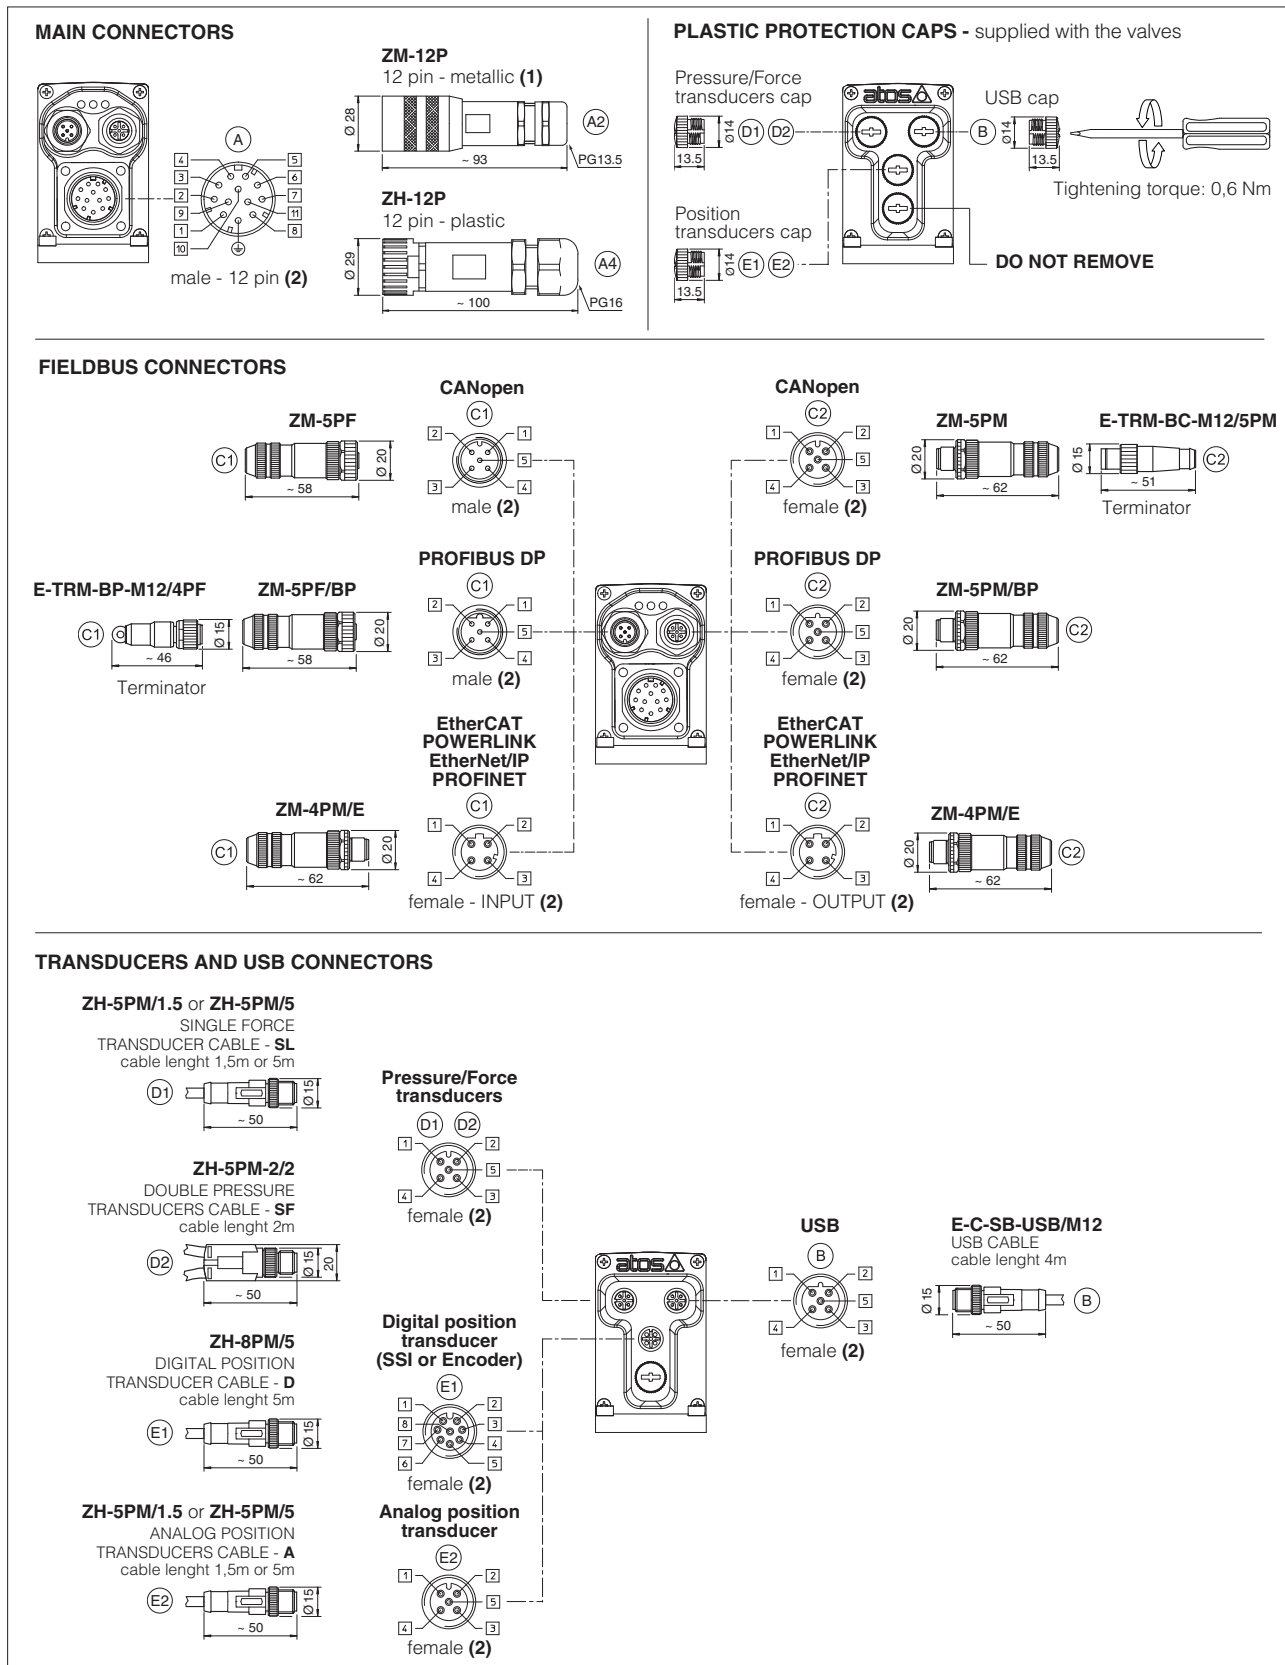 MAIN CONNECTORS
ZM-12P
12 pin - metallic (1)
Ø 28
~ 93
A2
PG13.5
A
4
3
2
9
1
10
5
6
7
11
8
male - 12 pin (2)
ZH-12P
12 pin - plastic
Ø 29
~ 100
A4
PG16
PLASTIC PROTECTION CAPS - supplied with the valves
Pressure/Force
transducers cap
Ø14
13.5
D1 D2
atos
B
USB cap
Ø14
13.5
Tightening torque: 0,6 Nm
Position
transducers cap
Ø14
13.5
E1 E2
DO NOT REMOVE
FIELDBUS CONNECTORS
ZM-5PF
C1
Ø 20
~ 58
CANopen
C1
2
1
5
3
4
male (2)
CANopen
C2
1
2
5
4
3
female (2)
ZM-5PM
Ø 20
~ 62
E-TRM-BC-M12/5PM
Ø 15
~ 51
C2
Terminator
E-TRM-BP-M12/4PF
C1
Ø 15
~ 46
Terminator
ZM-5PF/BP
Ø 20
~ 58
PROFIBUS DP
C1
2
1
5
3
4
male (2)
PROFIBUS DP
C2
1
2
5
4
3
female (2)
ZM-5PM/BP
Ø 20
~ 62
C2
ZM-4PM/E
C1
Ø 20
~ 62
EtherCAT
POWERLINK
EtherNet/IP
PROFINET
C1
1
2
4
3
female - INPUT (2)
EtherCAT
POWERLINK
EtherNet/IP
PROFINET
C2
1
2
4
3
female - OUTPUT (2)
ZM-4PM/E
Ø 20
~ 62
C2
TRANSDUCERS AND USB CONNECTORS
ZH-5PM/1.5 or ZH-5PM/5
SINGLE FORCE
TRANSDUCER CABLE - SL
cable lenght 1,5m or 5m
D1
Ø 15
~ 50
ZH-5PM-2/2
DOUBLE PRESSURE
TRANSDUCERS CABLE - SF
cable lenght 2m
D2
Ø 15
20
~ 50
ZH-8PM/5
DIGITAL POSITION
TRANSDUCER CABLE - D
cable lenght 5m
E1
Ø 15
~ 50
ZH-5PM/1.5 or ZH-5PM/5
ANALOG POSITION
TRANSDUCERS CABLE - A
cable lenght 1,5m or 5m
E2
Ø 15
~ 50
Pressure/Force
transducers
D1 D2
1
2
5
4
3
female (2)
Digital position
transducer
(SSI or Encoder)
E1
1
2
8
3
7
4
6
5
female (2)
Analog position
transducer
E2
1
2
5
4
3
female (2)
atos
USB
B
1
2
5
4
3
female (2)
E-C-SB-USB/M12
USB CABLE
cable lenght 4m
Ø 15
~ 50
B